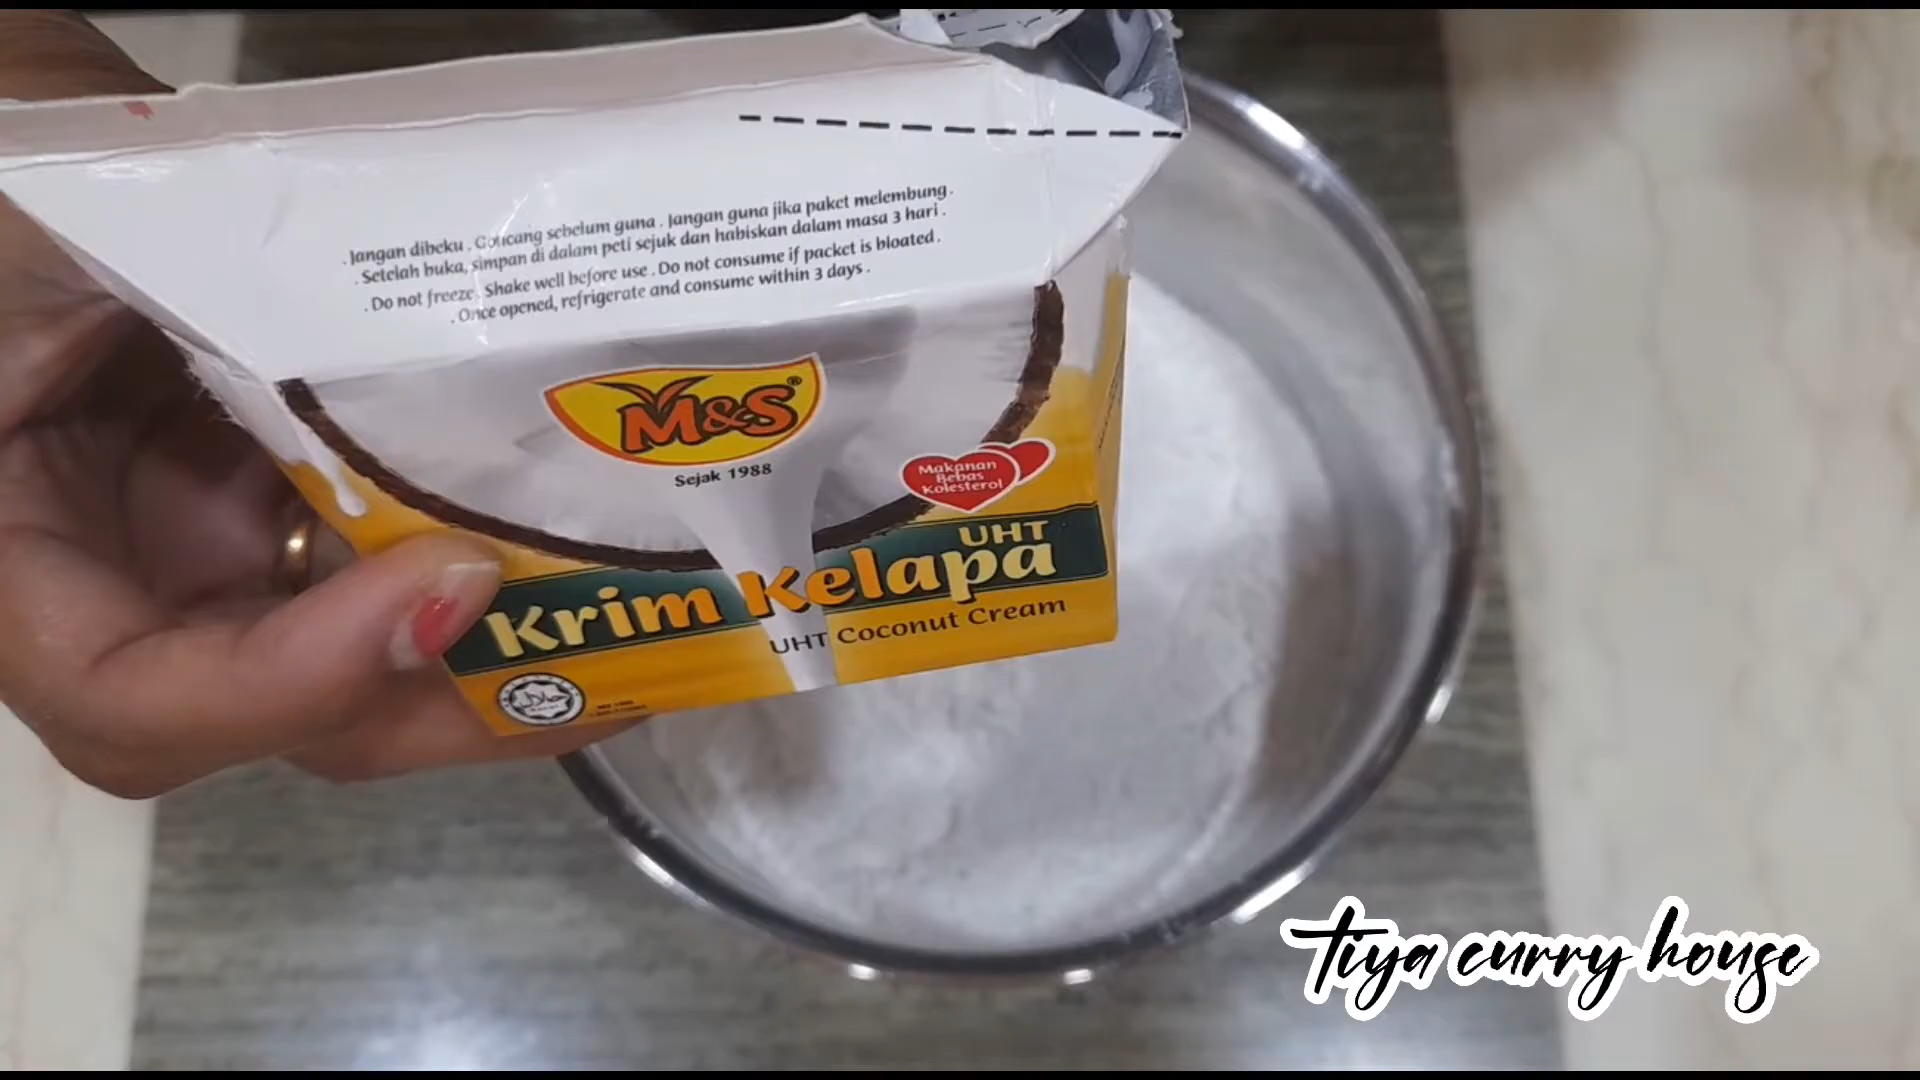 . Jangan dibeku . Goncang sebelum guna . Jangan guna jika paket melembung .
. Setelah buka, simpan di dalam peti sejuk dan habiskan dalam masa 3 hari .
. Do not freeze . Shake well before use . Do not consume if packet is bloated .
. Once opened, refrigerate and consume within 3 days .
M&S®
Sejak 1988
Makanan
Bebas
Kolesterol
UHT
Krim Kelapa
UHT Coconut Cream
حلال
tiya curry house